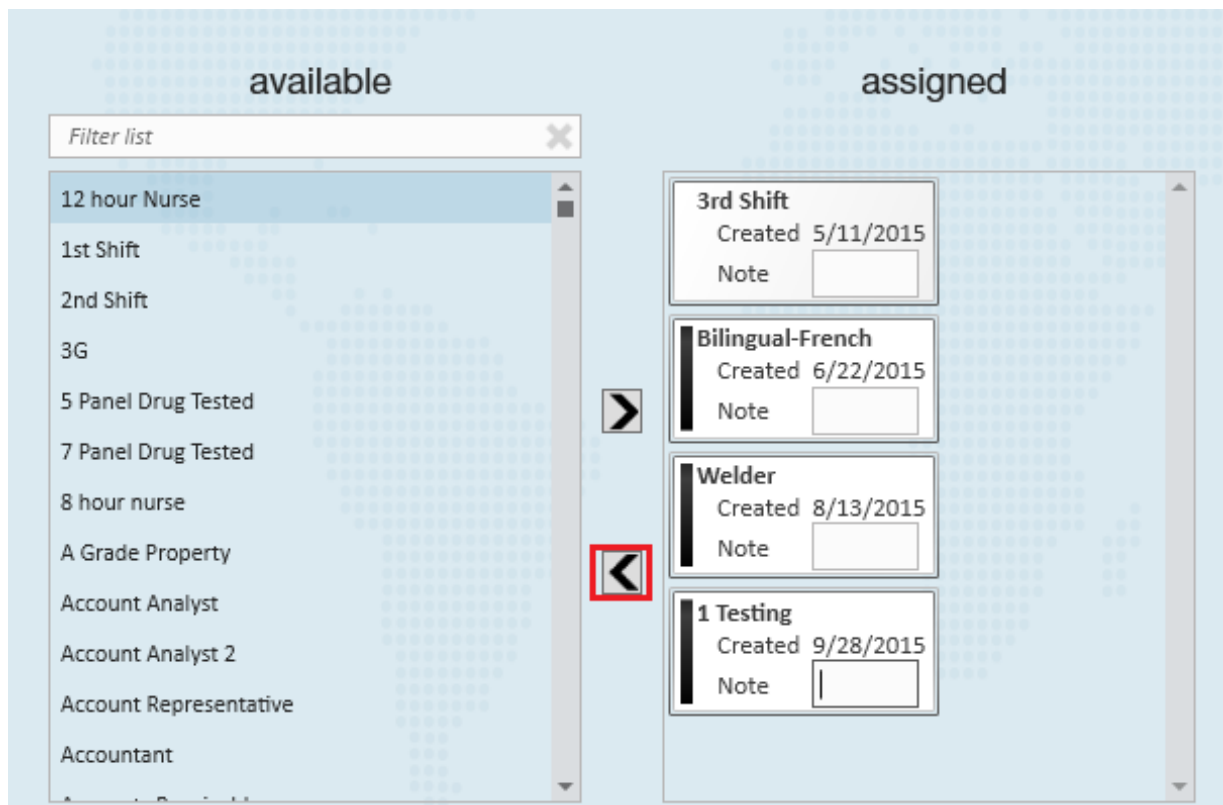 available
Filter list
12 hour Nurse
1st Shift
2nd Shift
3G
5 Panel Drug Tested
7 Panel Drug Tested
8 hour nurse
A Grade Property
Account Analyst
Account Analyst 2
Account Representative
Accountant
assigned
3rd Shift
Created 5/11/2015
Note
Bilingual-French
Created 6/22/2015
Note
Welder
Created 8/13/2015
Note
1 Testing
Created 9/28/2015
Note